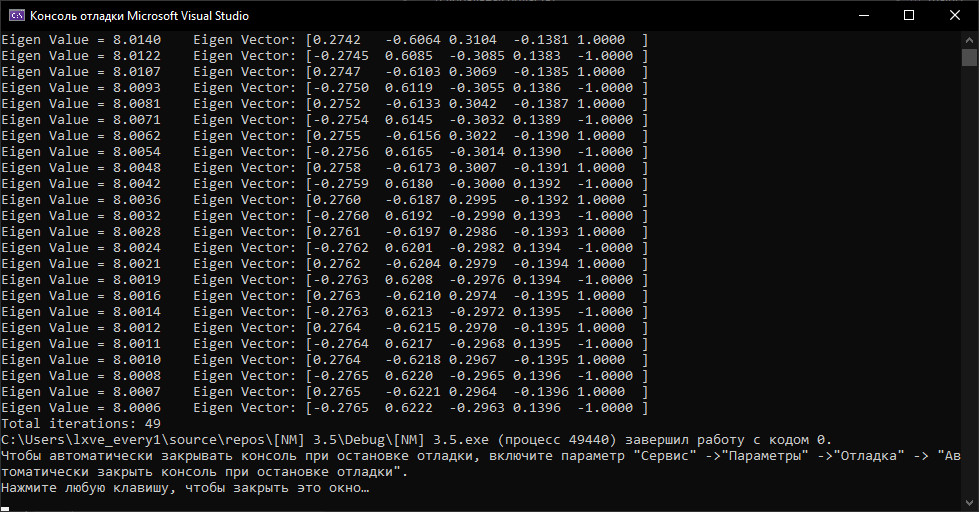 Консоль отладки Microsoft Visual Studio
Eigen Value = 8.0140    Eigen Vector: [0.2742   -0.6064 0.3104  -0.1381 1.0000  ]
Eigen Value = 8.0122    Eigen Vector: [-0.2745  0.6085  -0.3085 0.1383  -1.0000 ]
Eigen Value = 8.0107    Eigen Vector: [0.2747   -0.6103 0.3069  -0.1385 1.0000  ]
Eigen Value = 8.0093    Eigen Vector: [-0.2750  0.6119  -0.3055 0.1386  -1.0000 ]
Eigen Value = 8.0081    Eigen Vector: [0.2752   -0.6133 0.3042  -0.1387 1.0000  ]
Eigen Value = 8.0071    Eigen Vector: [-0.2754  0.6145  -0.3032 0.1389  -1.0000 ]
Eigen Value = 8.0062    Eigen Vector: [0.2755   -0.6156 0.3022  -0.1390 1.0000  ]
Eigen Value = 8.0054    Eigen Vector: [-0.2756  0.6165  -0.3014 0.1390  -1.0000 ]
Eigen Value = 8.0048    Eigen Vector: [0.2758   -0.6173 0.3007  -0.1391 1.0000  ]
Eigen Value = 8.0042    Eigen Vector: [-0.2759  0.6180  -0.3000 0.1392  -1.0000 ]
Eigen Value = 8.0036    Eigen Vector: [0.2760   -0.6187 0.2995  -0.1392 1.0000  ]
Eigen Value = 8.0032    Eigen Vector: [-0.2760  0.6192  -0.2990 0.1393  -1.0000 ]
Eigen Value = 8.0028    Eigen Vector: [0.2761   -0.6197 0.2986  -0.1393 1.0000  ]
Eigen Value = 8.0024    Eigen Vector: [-0.2762  0.6201  -0.2982 0.1394  -1.0000 ]
Eigen Value = 8.0021    Eigen Vector: [0.2762   -0.6204 0.2979  -0.1394 1.0000  ]
Eigen Value = 8.0019    Eigen Vector: [-0.2763  0.6208  -0.2976 0.1394  -1.0000 ]
Eigen Value = 8.0016    Eigen Vector: [0.2763   -0.6210 0.2974  -0.1395 1.0000  ]
Eigen Value = 8.0014    Eigen Vector: [-0.2763  0.6213  -0.2972 0.1395  -1.0000 ]
Eigen Value = 8.0012    Eigen Vector: [0.2764   -0.6215 0.2970  -0.1395 1.0000  ]
Eigen Value = 8.0011    Eigen Vector: [-0.2764  0.6217  -0.2968 0.1395  -1.0000 ]
Eigen Value = 8.0010    Eigen Vector: [0.2764   -0.6218 0.2967  -0.1395 1.0000  ]
Eigen Value = 8.0008    Eigen Vector: [-0.2765  0.6220  -0.2965 0.1396  -1.0000 ]
Eigen Value = 8.0007    Eigen Vector: [0.2765   -0.6221 0.2964  -0.1396 1.0000  ]
Eigen Value = 8.0006    Eigen Vector: [-0.2765  0.6222  -0.2963 0.1396  -1.0000 ]
Total iterations: 49
C:\Users\lxve_every1\source\repos\[NM] 3.5\Debug\[NM] 3.5.exe (процесс 49440) завершил работу с кодом 0.
Чтобы автоматически закрывать консоль при остановке отладки, включите параметр "Сервис" ->"Параметры" ->"Отладка" -> "Ав
томатически закрыть консоль при остановке отладки".
Нажмите любую клавишу, чтобы закрыть это окно…